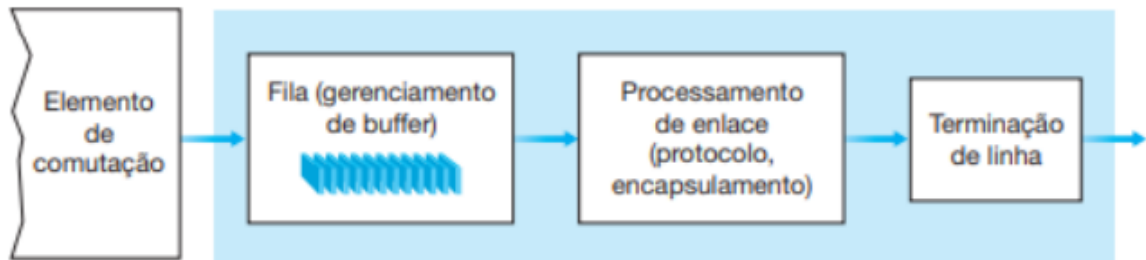 Elemento
de
comutação
Fila (gerenciamento
de buffer)
Processamento
de enlace
(protocolo,
encapsulamento)
Terminação
de linha